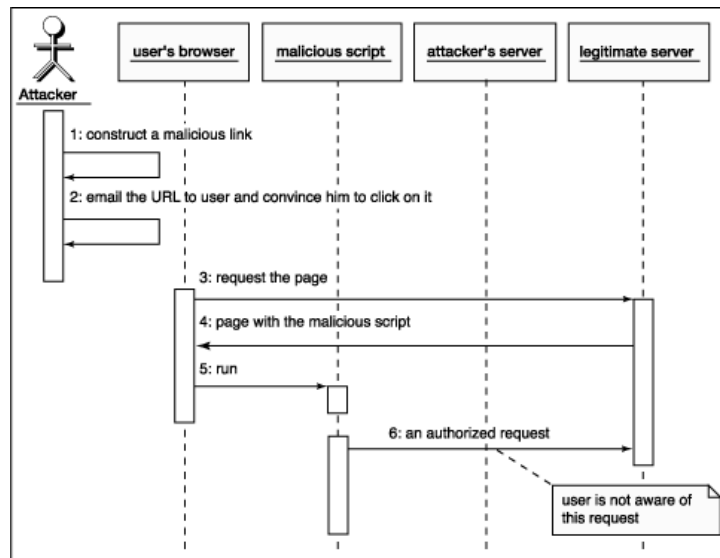 user's browser
malicious script
attacker's server
legitimate server
Attacker
1: construct a malicious link
2: email the URL to user and convince him to click on it
3: request the page
4: page with the malicious script
5: run
6: an authorized request
user is not aware of
this request